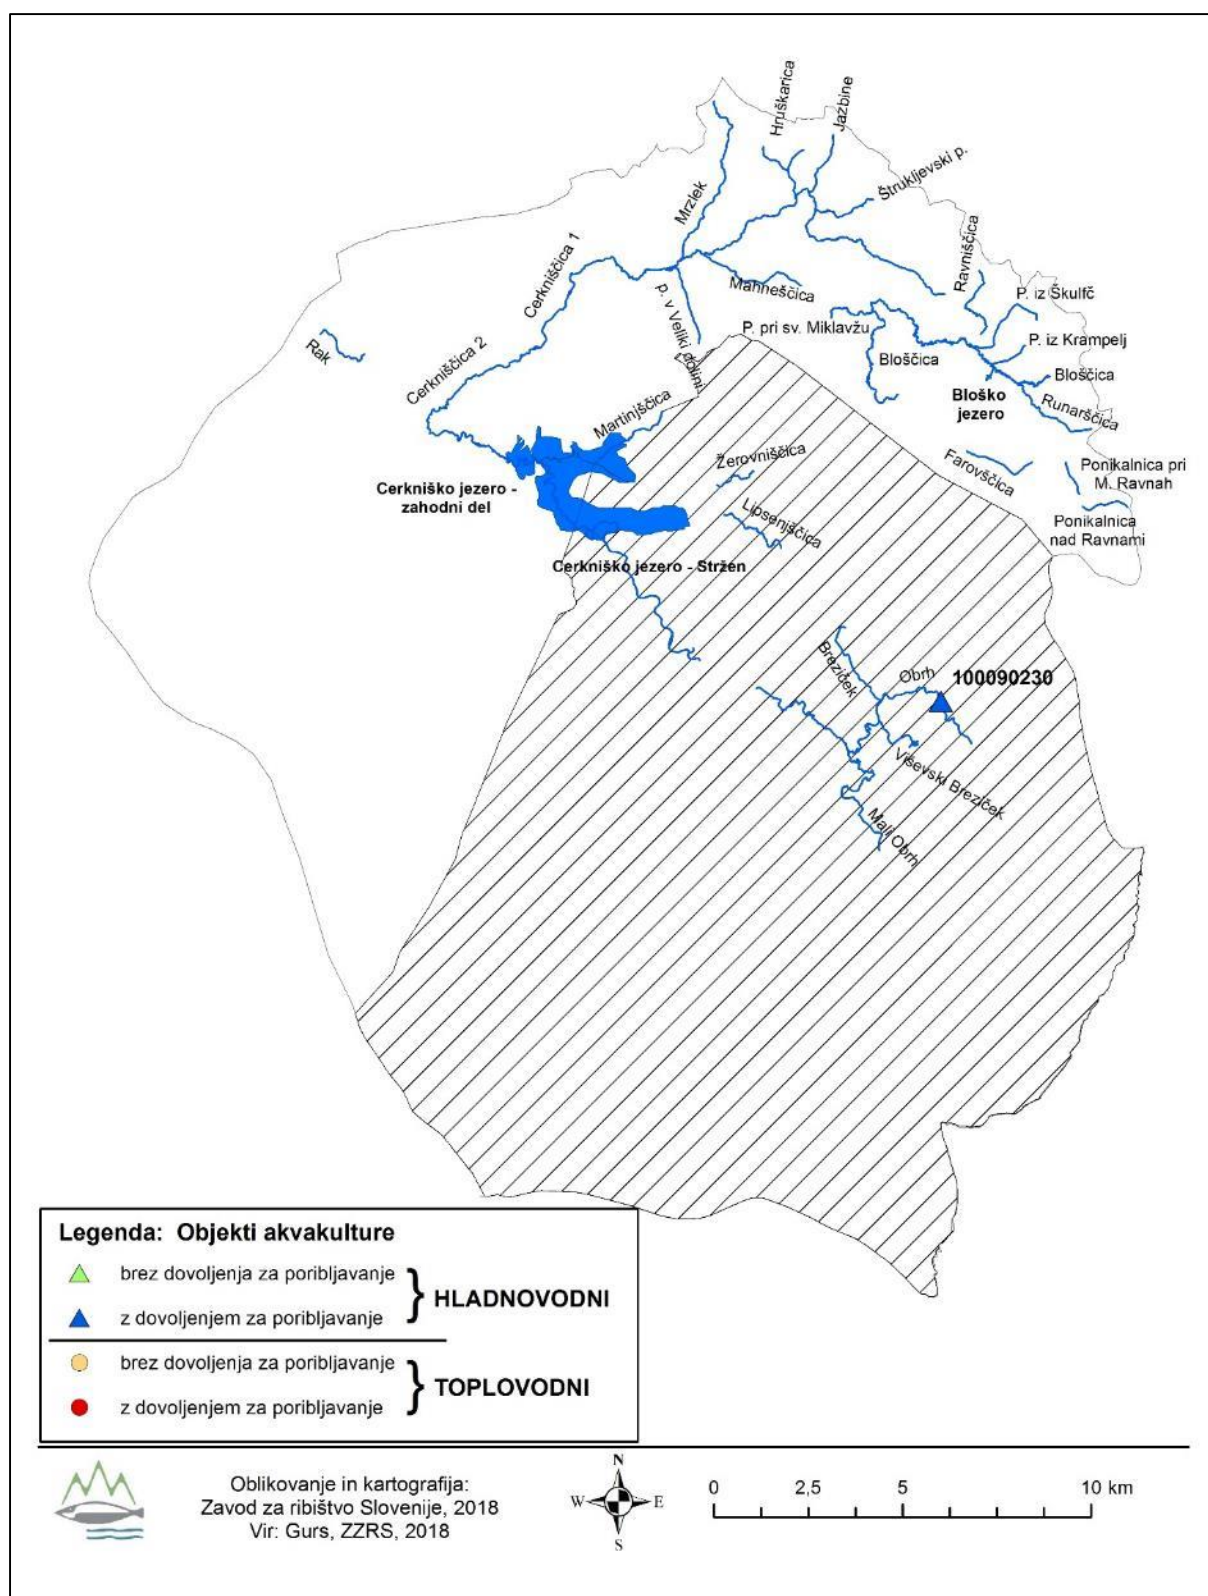 Hruškarica
Jazbine
Štrukljevski p.
Mrzlek
Cerkniščica 1
Ravniščica
Mahneščica
P. iz Škulfč
p. v Veliki dolini
P. pri sv. Miklavžu
P. iz Krampelj
Rak
Bloščica
Bloščica
Cerkniščica 2
Bloško
jezero
Runarščica
Martinjščica
Žerovniščica
Farovščica
Ponikalnica pri
M. Ravnah
Cerkniško jezero -
zahodni del
Lipsenjščica
Ponikalnica
nad Ravnami
Cerkniško jezero - Stržen
Breziček
Obrh
100090230
Viševski Breziček
Mali Obrh
Legenda: Objekti akvakulture
brez dovoljenja za poribljavanje
z dovoljenjem za poribljavanje
} HLADNOVODNI
brez dovoljenja za poribljavanje
z dovoljenjem za poribljavanje
} TOPLOVODNI
Oblikovanje in kartografija:
Zavod za ribištvo Slovenije, 2018
Vir: Gurs, ZZRS, 2018
N
W E
S
0 2,5 5 10 km